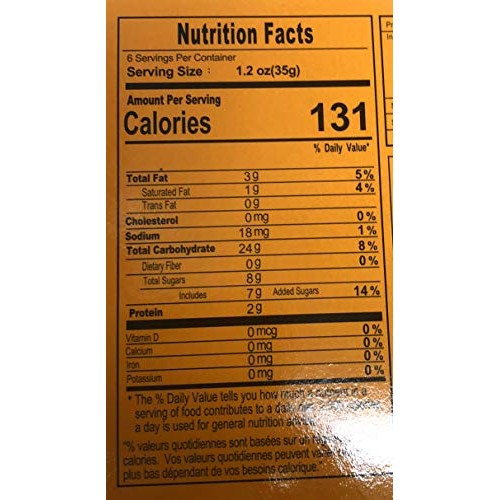 Nutrition Facts
6 Servings Per Container
Serving Size : 1.2 oz(35g)
Amount Per Serving
Calories 131
% Daily Value*
Total Fat 3g 5%
Saturated Fat 1g 4%
Trans Fat 0g
Cholesterol 0mg 0%
Sodium 18mg 1%
Total Carbohydrate 24g 8%
Dietary Fiber 0g 0%
Total Sugars 8g
Includes 7g Added Sugars 14%
Protein 2g
Vitamin D 0mcg 0%
Calcium 0mg 0%
Iron 0mg 0%
Potassium 0mg 0%
* The % Daily Value tells you how much a nutrient in a
serving of food contributes to a daily
a day is used for general nutrition
*% valeurs quotidiennes sont basées sur un
calories. Vos valeurs quotidiennes peuvent
plus bas dépendant de vos besoins calorique.